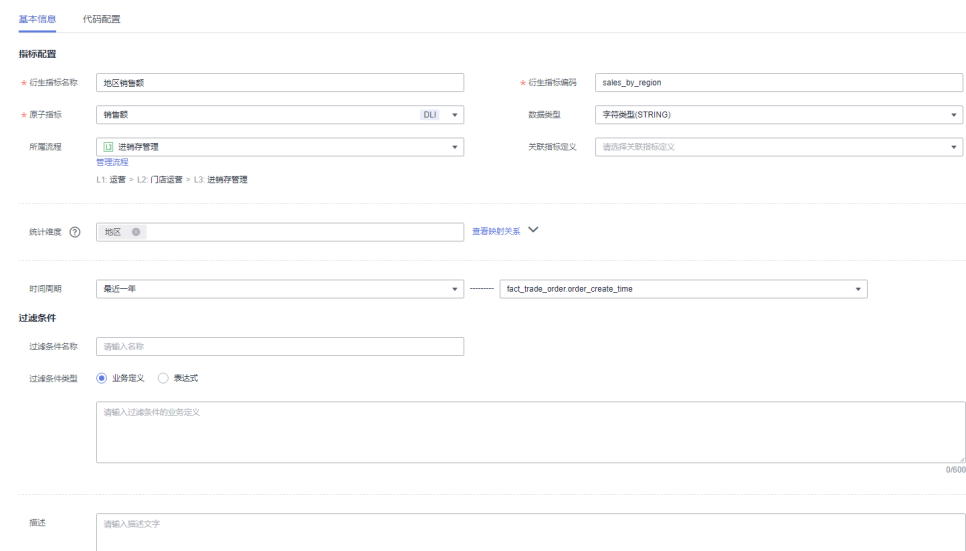 基本信息 代码配置
指标配置
* 衍生指标名称 地区销售额 * 衍生指标编码 sales_by_region
* 原子指标 销售额 DLI 数据类型 字符类型(STRING)
所属流程 L3 进销存管理 关联指标定义 请选择关联指标定义
管理流程
L1: 运营 > L2: 门店运营 > L3: 进销存管理
统计维度 ? 地区 查看映射关系
时间周期 最近一年 --------- fact_trade_order.order_create_time
过滤条件
过滤条件名称 请输入名称
过滤条件类型 业务定义 表达式
请输入过滤条件的业务定义
0/600
描述 请输入描述文字